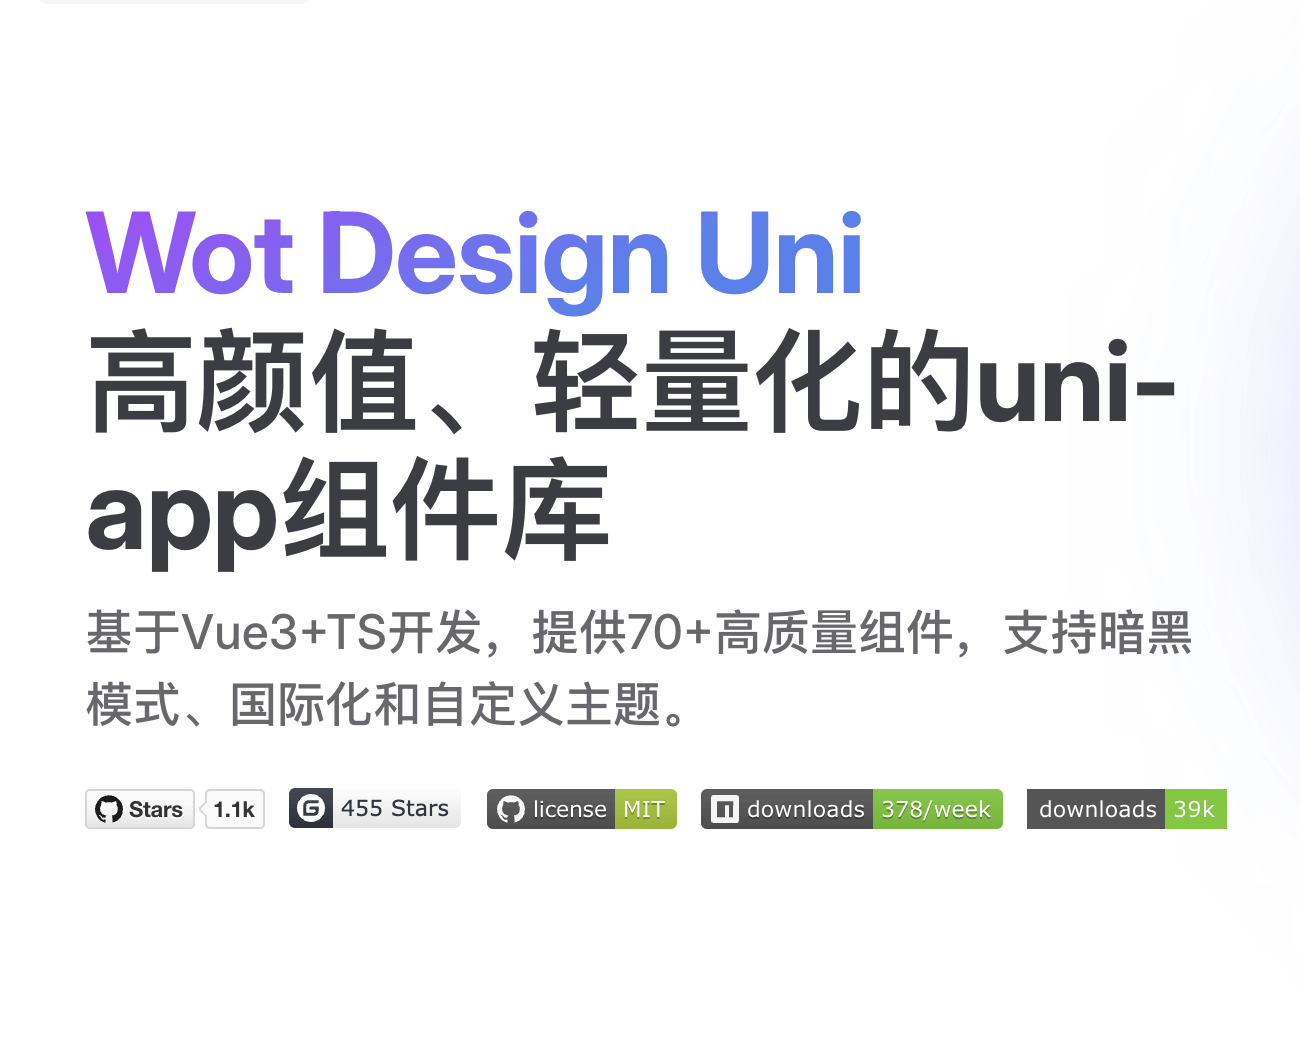 Wot Design Uni
高颜值、轻量化的uni-
app组件库
基于Vue3+TS开发，提供70+高质量组件，支持暗黑
模式、国际化和自定义主题。
Stars 1.1k G 455 Stars license MIT downloads 378/week downloads 39k